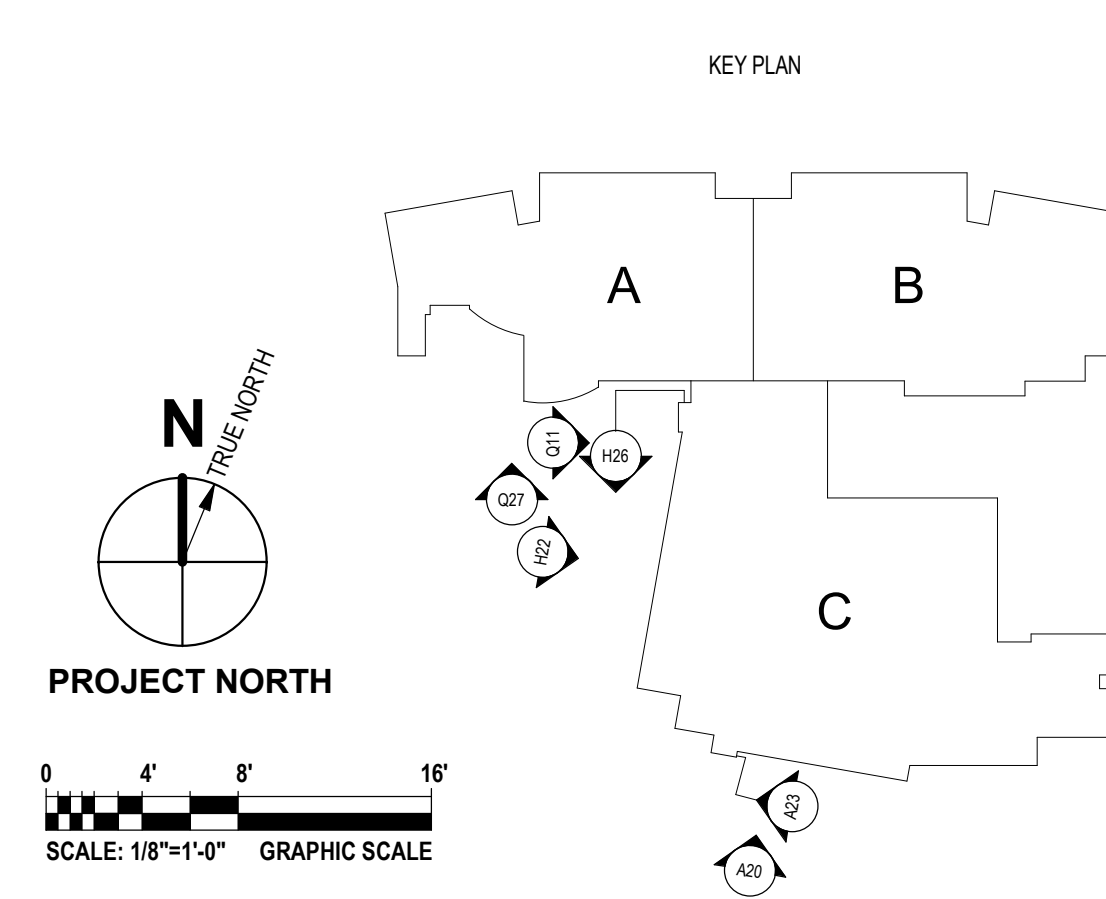 KEY PLAN
A
B
C
Q11
H26
Q27
H22
A23
A20
N
TRUE NORTH
PROJECT NORTH
0 4' 8' 16'
SCALE: 1/8"=1'-0" GRAPHIC SCALE